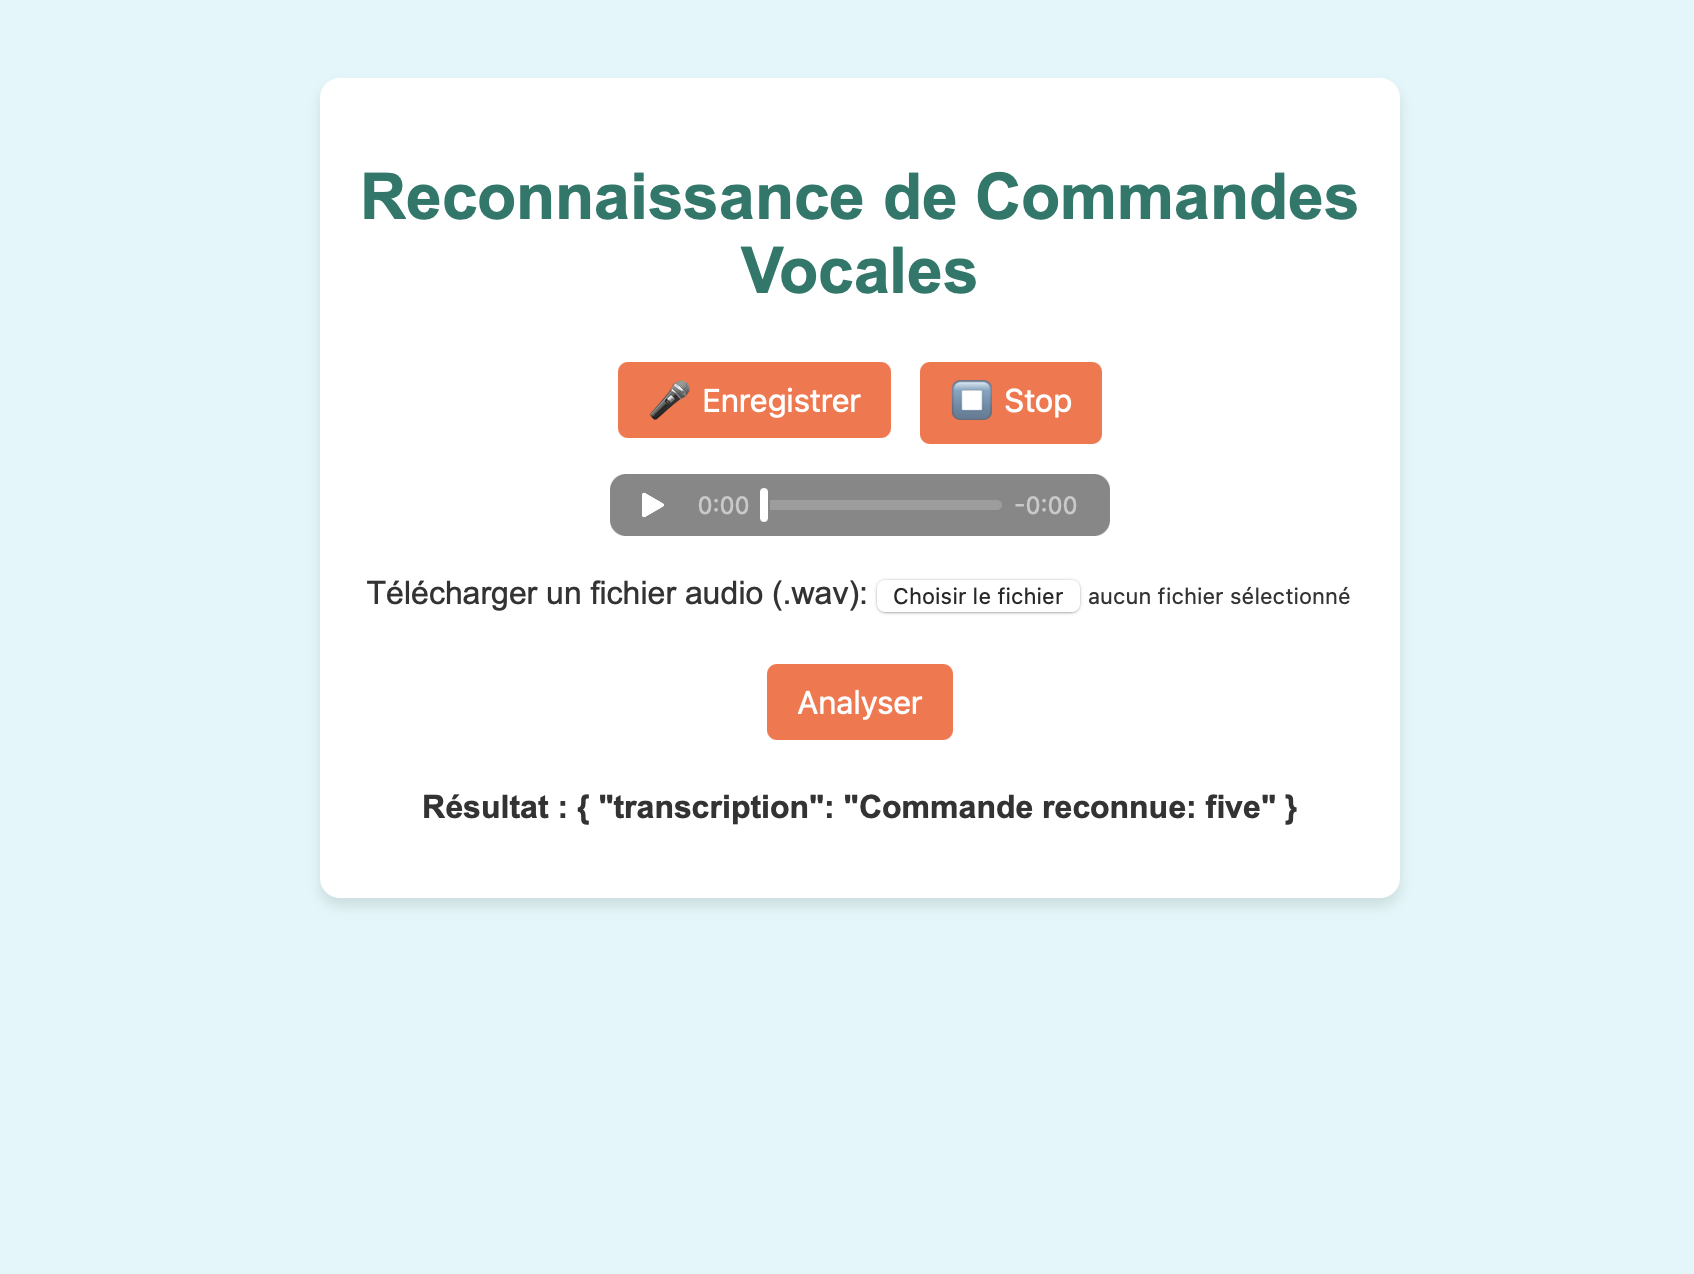 Reconnaissance de Commandes
Vocales
🎤 Enregistrer
⏹️ Stop
0:00
-0:00
Télécharger un fichier audio (.wav): Choisir le fichier aucun fichier sélectionné
Analyser
Résultat : { "transcription": "Commande reconnue: five" }